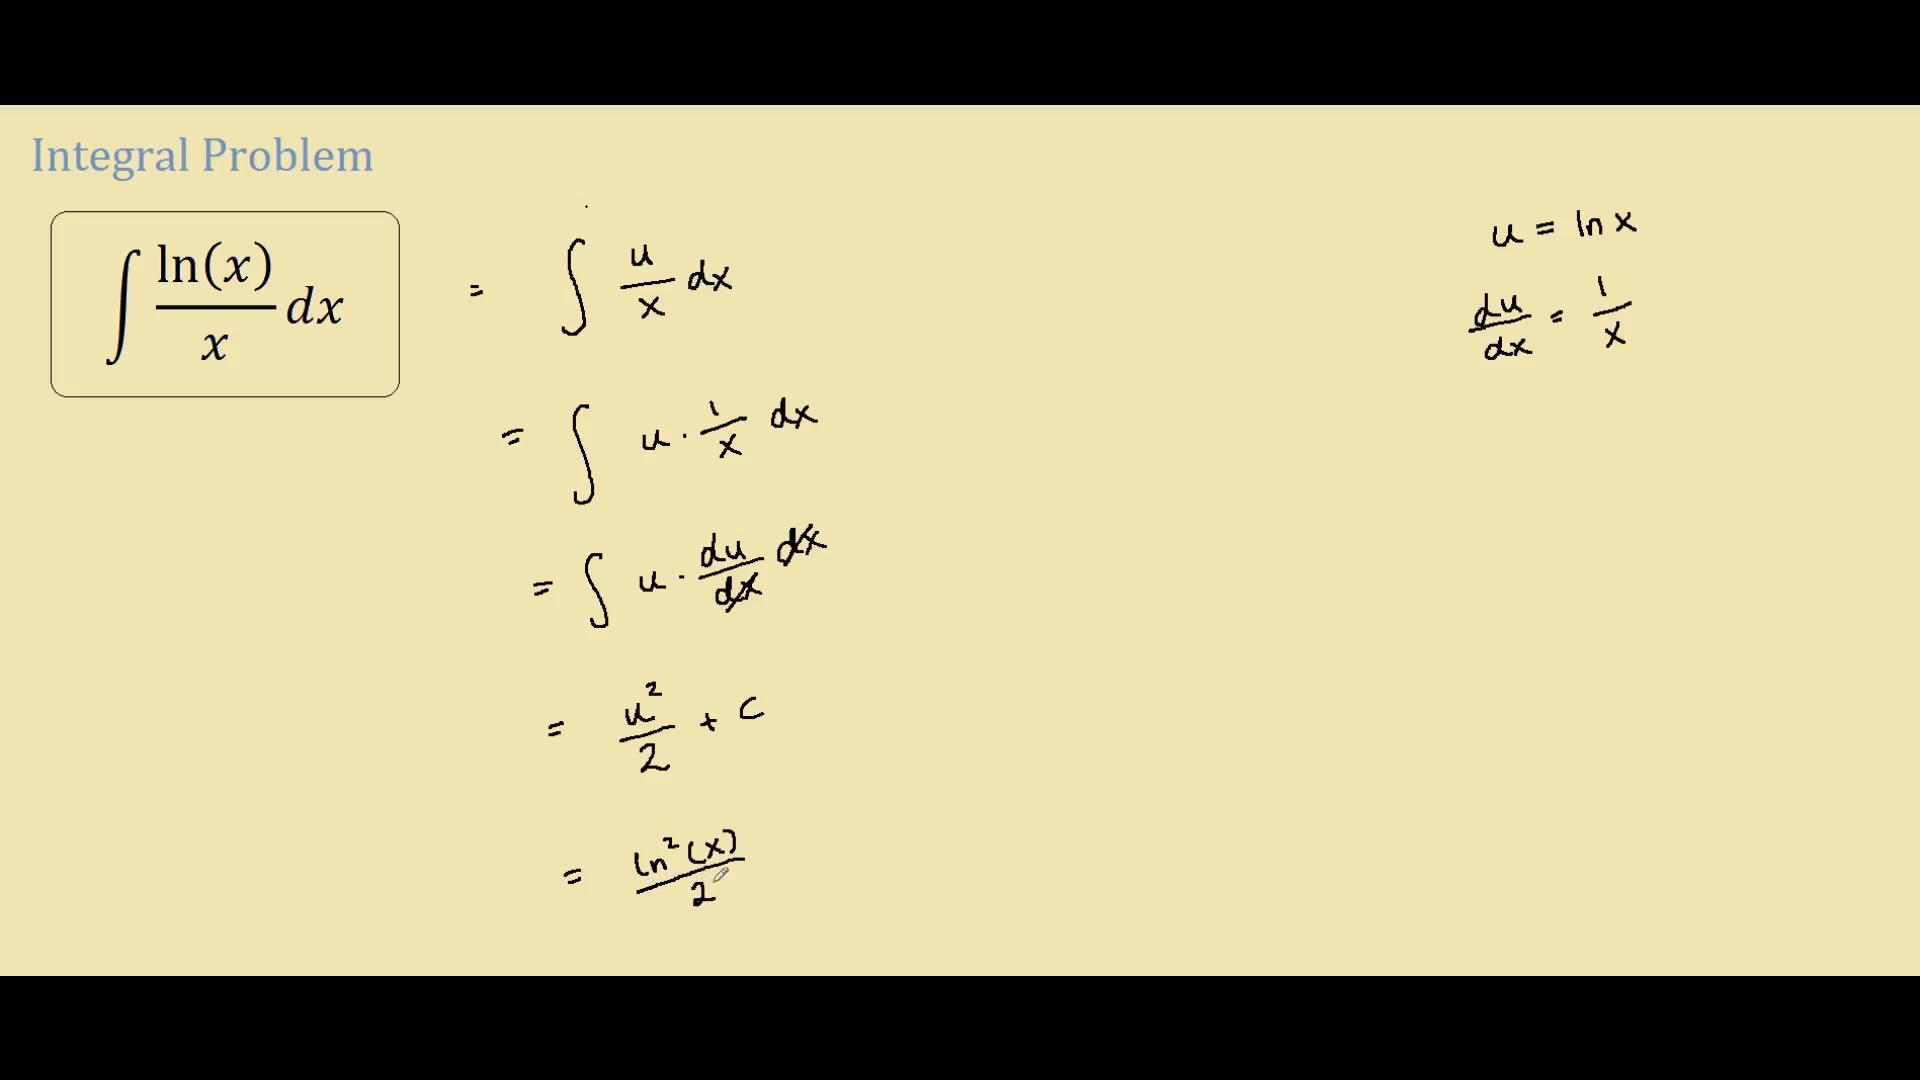 Integral Problem
∫ ln(x)/x dx = ∫ u/x dx
= ∫ u · 1/x dx
= ∫ u · du/dx dx
= u²/2 + c
= ln²(x)/2
u = ln x
du/dx = 1/x